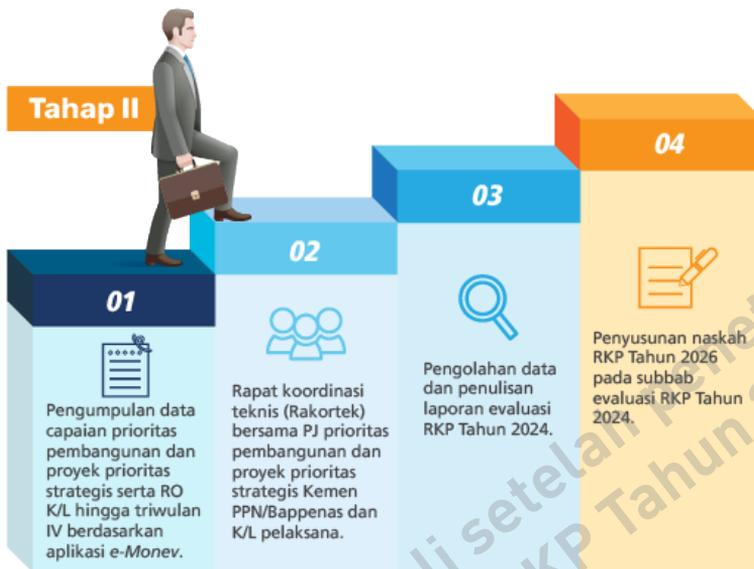 Tahap II
01
Pengumpulan data
capaian prioritas
pembangunan dan
proyek prioritas
strategis serta RO
K/L hingga triwulan
IV berdasarkan
aplikasi e-Monev.
02
Rapat koordinasi
teknis (Rakortek)
bersama PJ prioritas
pembangunan dan
proyek prioritas
strategis Kemen
PPN/Bappenas dan
K/L pelaksana.
03
Pengolahan data
dan penulisan
laporan evaluasi
RKP Tahun 2024.
04
Penyusunan naskah
RKP Tahun 2026
pada subbab
evaluasi RKP Tahun
2024.
setelah
RKP Tahun